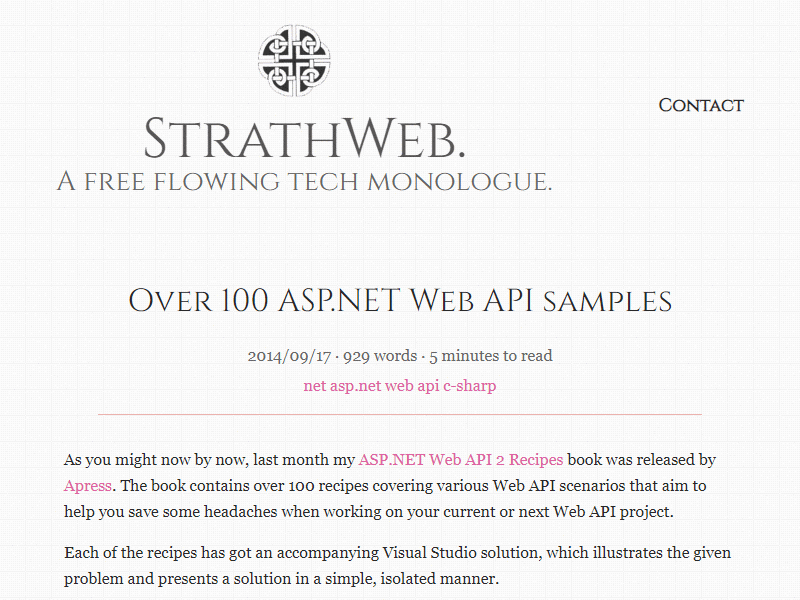 Contact
StrathWeb.
A free flowing tech monologue.
Over 100 ASP.NET Web API samples
2014/09/17 · 929 words · 5 minutes to read
net asp.net web api c-sharp
As you might now by now, last month my ASP.NET Web API 2 Recipes book was released by
Apress. The book contains over 100 recipes covering various Web API scenarios that aim to
help you save some headaches when working on your current or next Web API project.
Each of the recipes has got an accompanying Visual Studio solution, which illustrates the given
problem and presents a solution in a simple, isolated manner.